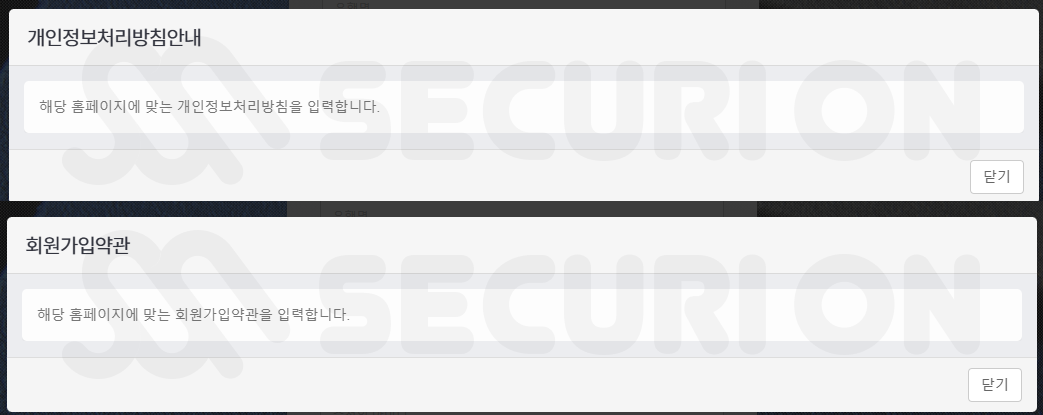 개인정보처리방침안내
해당 홈페이지에 맞는 개인정보처리방침을 입력합니다.
SECURION
닫기
회원가입약관
해당 홈페이지에 맞는 회원가입약관을 입력합니다.
SECURION
닫기